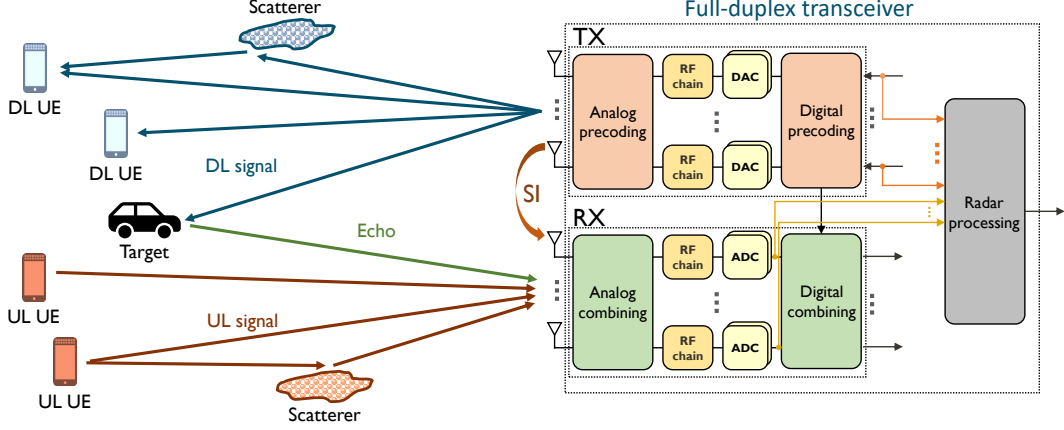 Full-duplex transceiver
Scatterer
TX
DL UE
Analog
precoding
RF
chain
DAC
Digital
precoding
DL UE
DL signal
RF
chain
DAC
SI
Radar
processing
RX
Target
Echo
RF
chain
ADC
UL UE
UL signal
Analog
combining
Digital
combining
RF
chain
ADC
UL UE
Scatterer